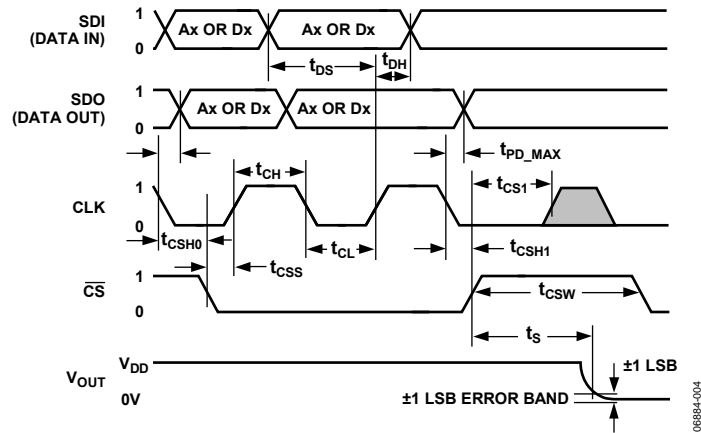 SDI
(DATA IN)
1
0
Ax OR Dx
Ax OR Dx
tDS
tDH
SDO
(DATA OUT)
1
0
Ax OR Dx
Ax OR Dx
tPD_MAX
tCH
tCS1
CLK
1
0
tCSH0
tCL
tCSH1
tCSS
CS
1
0
tCSW
tS
VOUT
VDD
0V
±1 LSB
±1 LSB ERROR BAND
06884-004